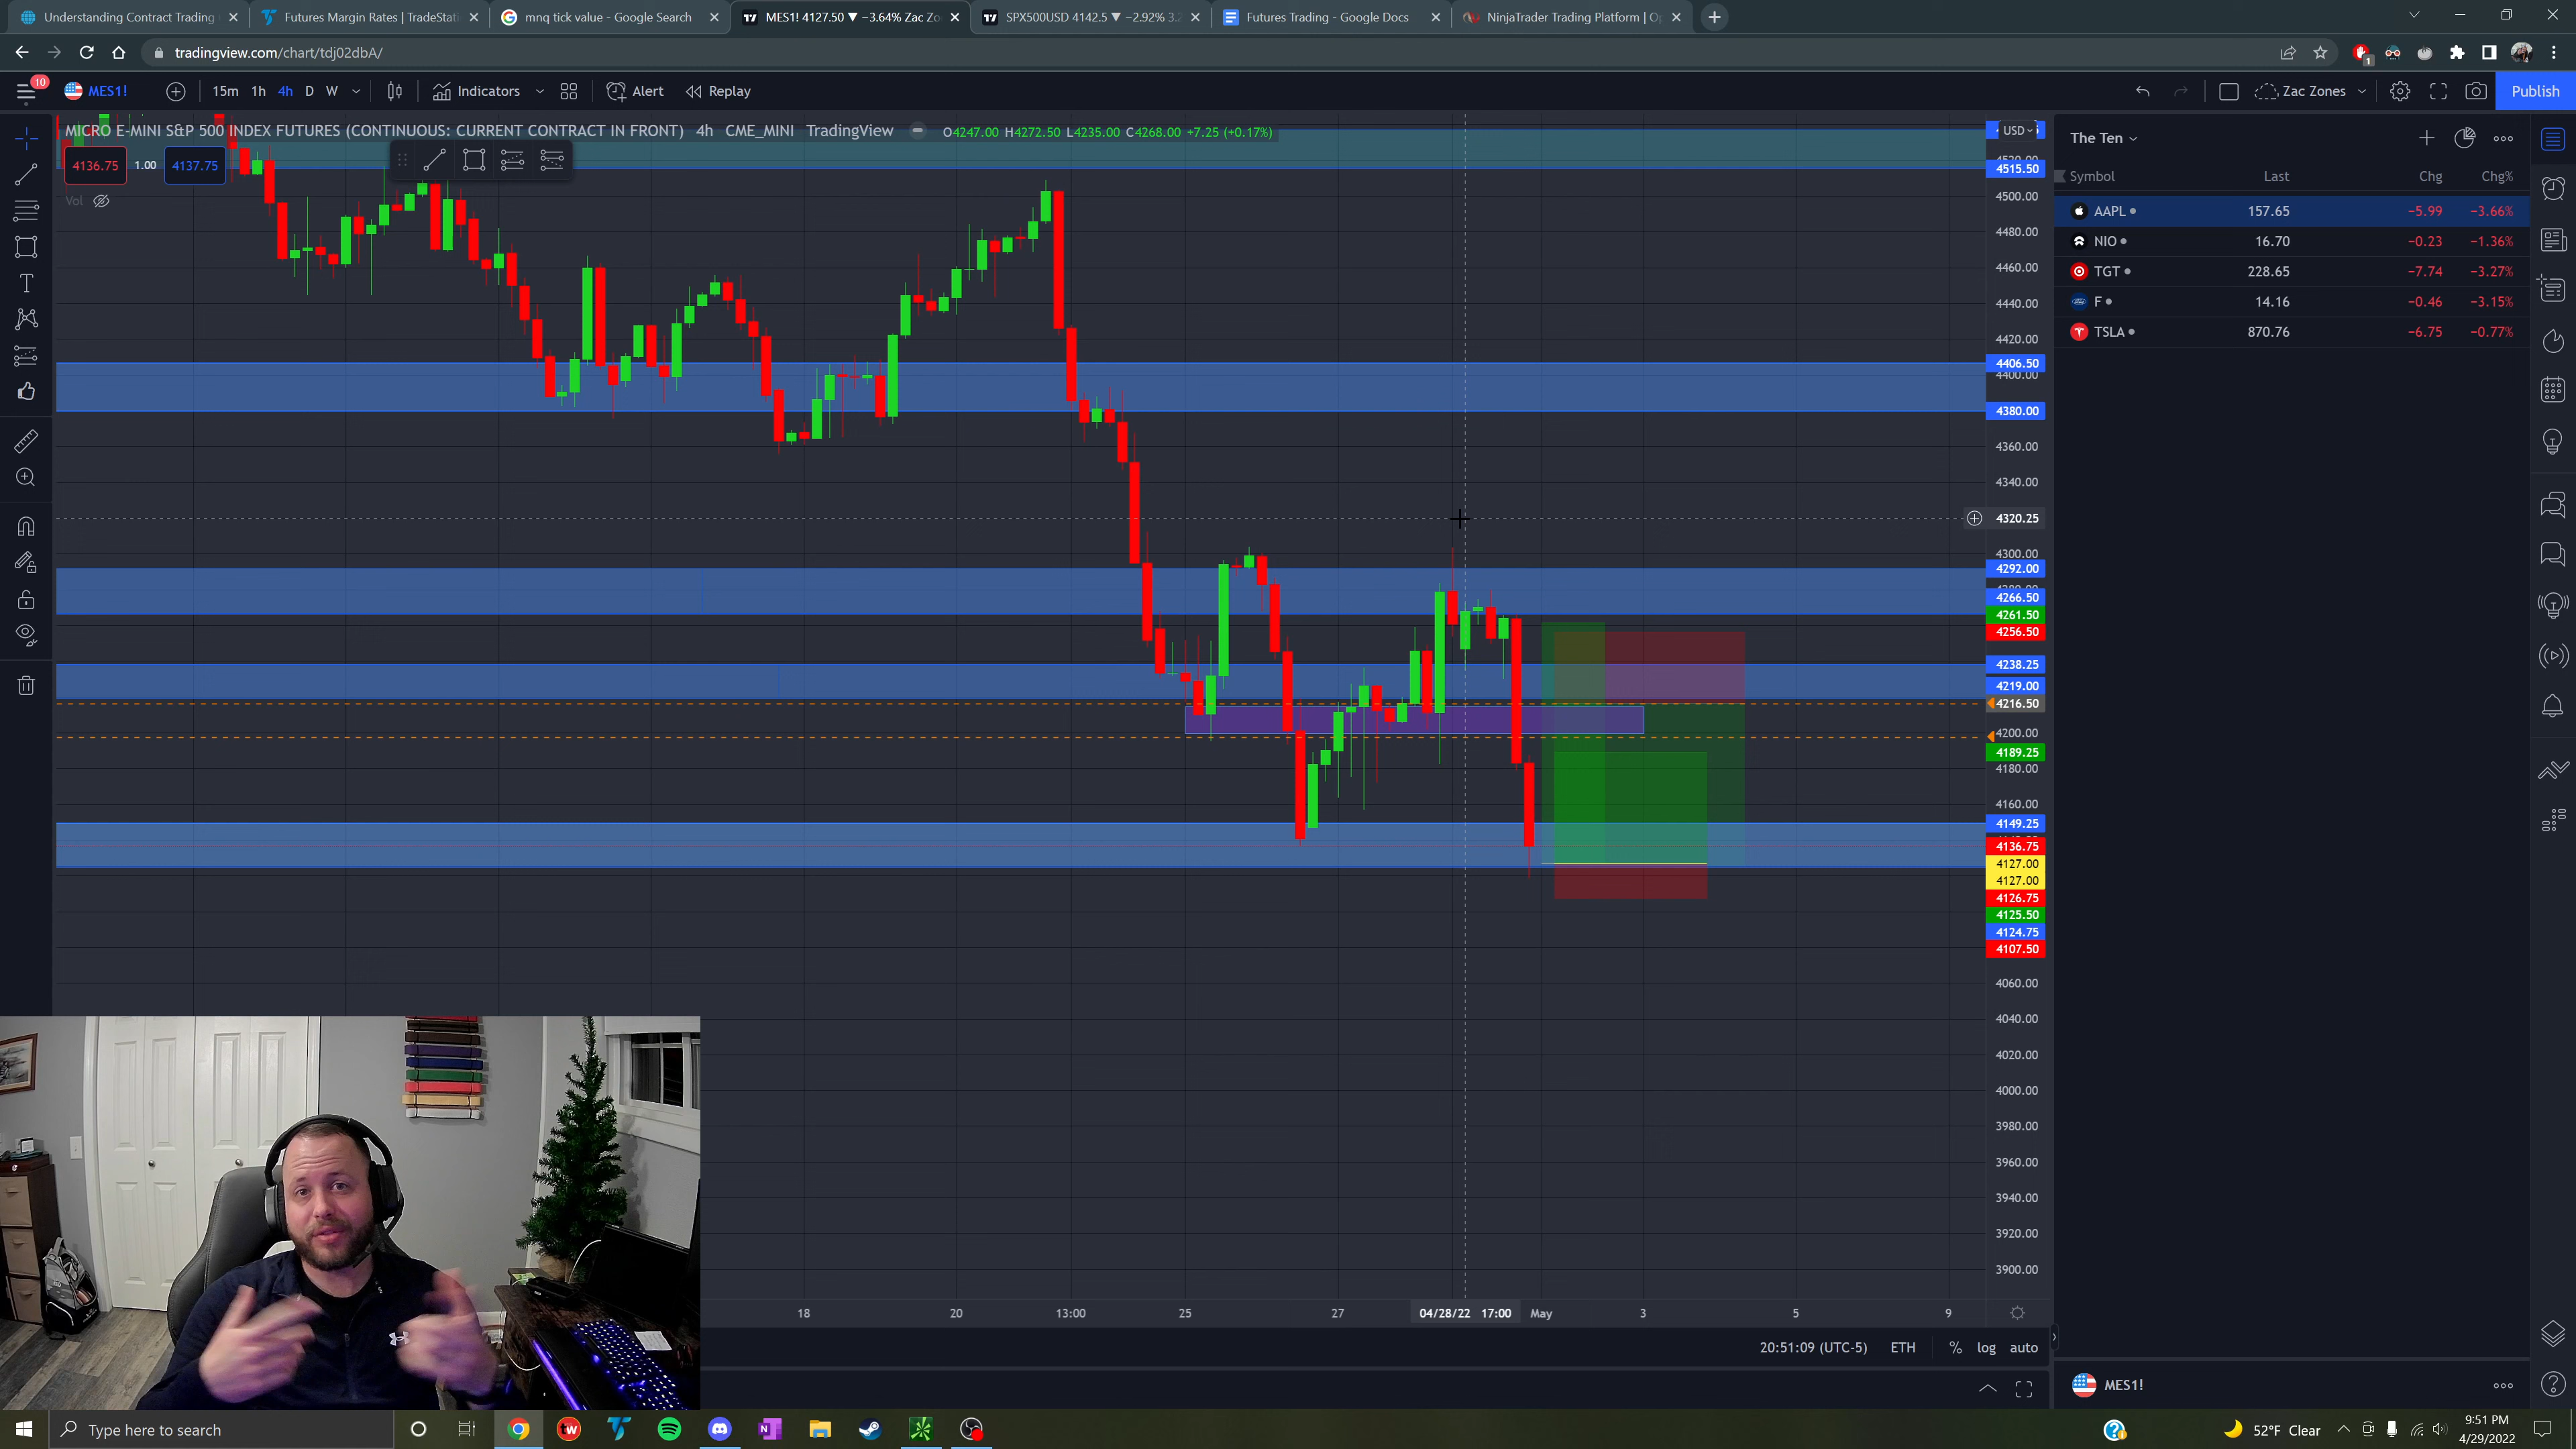 Understanding Contract Trading
Futures Margin Rates | TradeStati
mnq tick value - Google Search
MES1! 4127.50 ▼ −3.64% Zac Zo
SPX500USD 4142.5 ▼ −2.92% 3.2
Futures Trading - Google Docs
NinjaTrader Trading Platform | Op
tradingview.com/chart/tdj02dbA/
1
10
MES1!
15m 1h 4h D W
Indicators
Alert
Replay
Zac Zones
Publish
MICRO E-MINI S&P 500 INDEX FUTURES (CONTINUOUS: CURRENT CONTRACT IN FRONT) 4h CME_MINI TradingView
O4247.00 H4272.50 L4235.00 C4268.00 +7.25 (+0.17%)
4136.75 1.00 4137.75
Vol
USD
4515.50
4500.00
4480.00
4460.00
4440.00
4420.00
4406.50
4400.00
4380.00
4360.00
4340.00
4320.25
4300.00
4292.00
4266.50
4261.50
4256.50
4238.25
4219.00
4216.50
4200.00
4189.25
4180.00
4160.00
4149.25
4136.75
4127.00
4127.00
4126.75
4125.50
4124.75
4107.50
4060.00
4040.00
4020.00
4000.00
3980.00
3960.00
3940.00
3920.00
3900.00
18 20 13:00 25 27 04/28/22 17:00 May 3 5 9
20:51:09 (UTC-5) ETH % log auto
The Ten
Symbol Last Chg Chg%
AAPL 157.65 −5.99 −3.66%
NIO 16.70 −0.23 −1.36%
TGT 228.65 −7.74 −3.27%
F 14.16 −0.46 −3.15%
TSLA 870.76 −6.75 −0.77%
MES1!
Type here to search
tw
52°F Clear
9:51 PM
4/29/2022